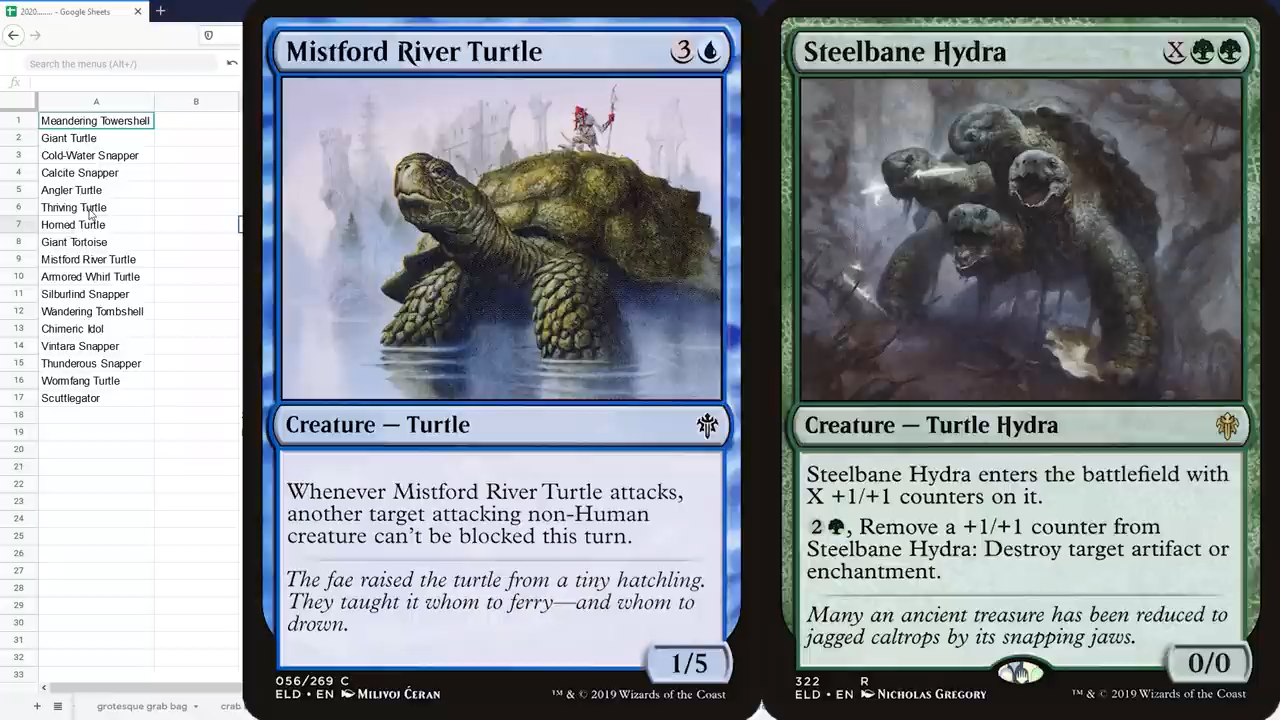 2020........ - Google Sheets
Search the menus (Alt+/)
fx
A B
1 Meandering Towershell
2 Giant Turtle
3 Cold-Water Snapper
4 Calcite Snapper
5 Angler Turtle
6 Thriving Turtle
7 Horned Turtle
8 Giant Tortoise
9 Mistford River Turtle
10 Armored Whirl Turtle
11 Silburlind Snapper
12 Wandering Tombshell
13 Chimeric Idol
14 Vintara Snapper
15 Thunderous Snapper
16 Wormfang Turtle
17 Scuttlegator
18
19
20
21
22
23
24
25
26
27
28
29
30
31
32
33
grotesque grab bag
crab
Mistford River Turtle 3
Creature — Turtle
Whenever Mistford River Turtle attacks,
another target attacking non-Human
creature can't be blocked this turn.
The fae raised the turtle from a tiny hatchling.
They taught it whom to ferry—and whom to
drown.
1/5
056/269 C
ELD • EN Milivoj Ćeran
™ & © 2019 Wizards of the Coast
Steelbane Hydra X
Creature — Turtle Hydra
Steelbane Hydra enters the battlefield with
X +1/+1 counters on it.
2, Remove a +1/+1 counter from
Steelbane Hydra: Destroy target artifact or
enchantment.
Many an ancient treasure has been reduced to
jagged caltrops by its snapping jaws.
0/0
322 R
ELD • EN Nicholas Gregory
™ & © 2019 Wizards of the Coast